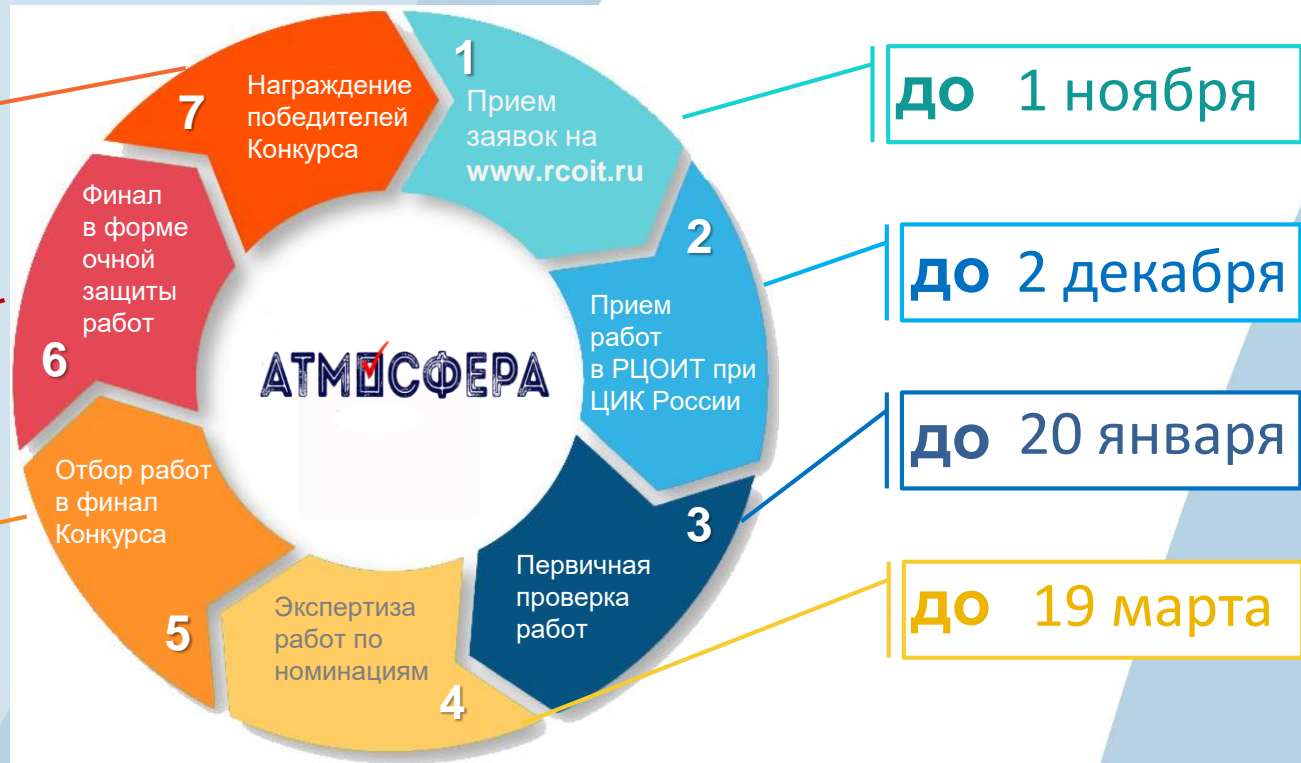 1
Прием
заявок на
www.rcoit.ru
до 1 ноября
2
Прием
работ
в РЦОИТ при
ЦИК России
до 2 декабря
3
Первичная
проверка
работ
до 20 января
4
Экспертиза
работ по
номинациям
до 19 марта
5
Отбор работ
в финал
Конкурса
6
Финал
в форме
очной
защиты
работ
7
Награждение
победителей
Конкурса
АТМОСФЕРА